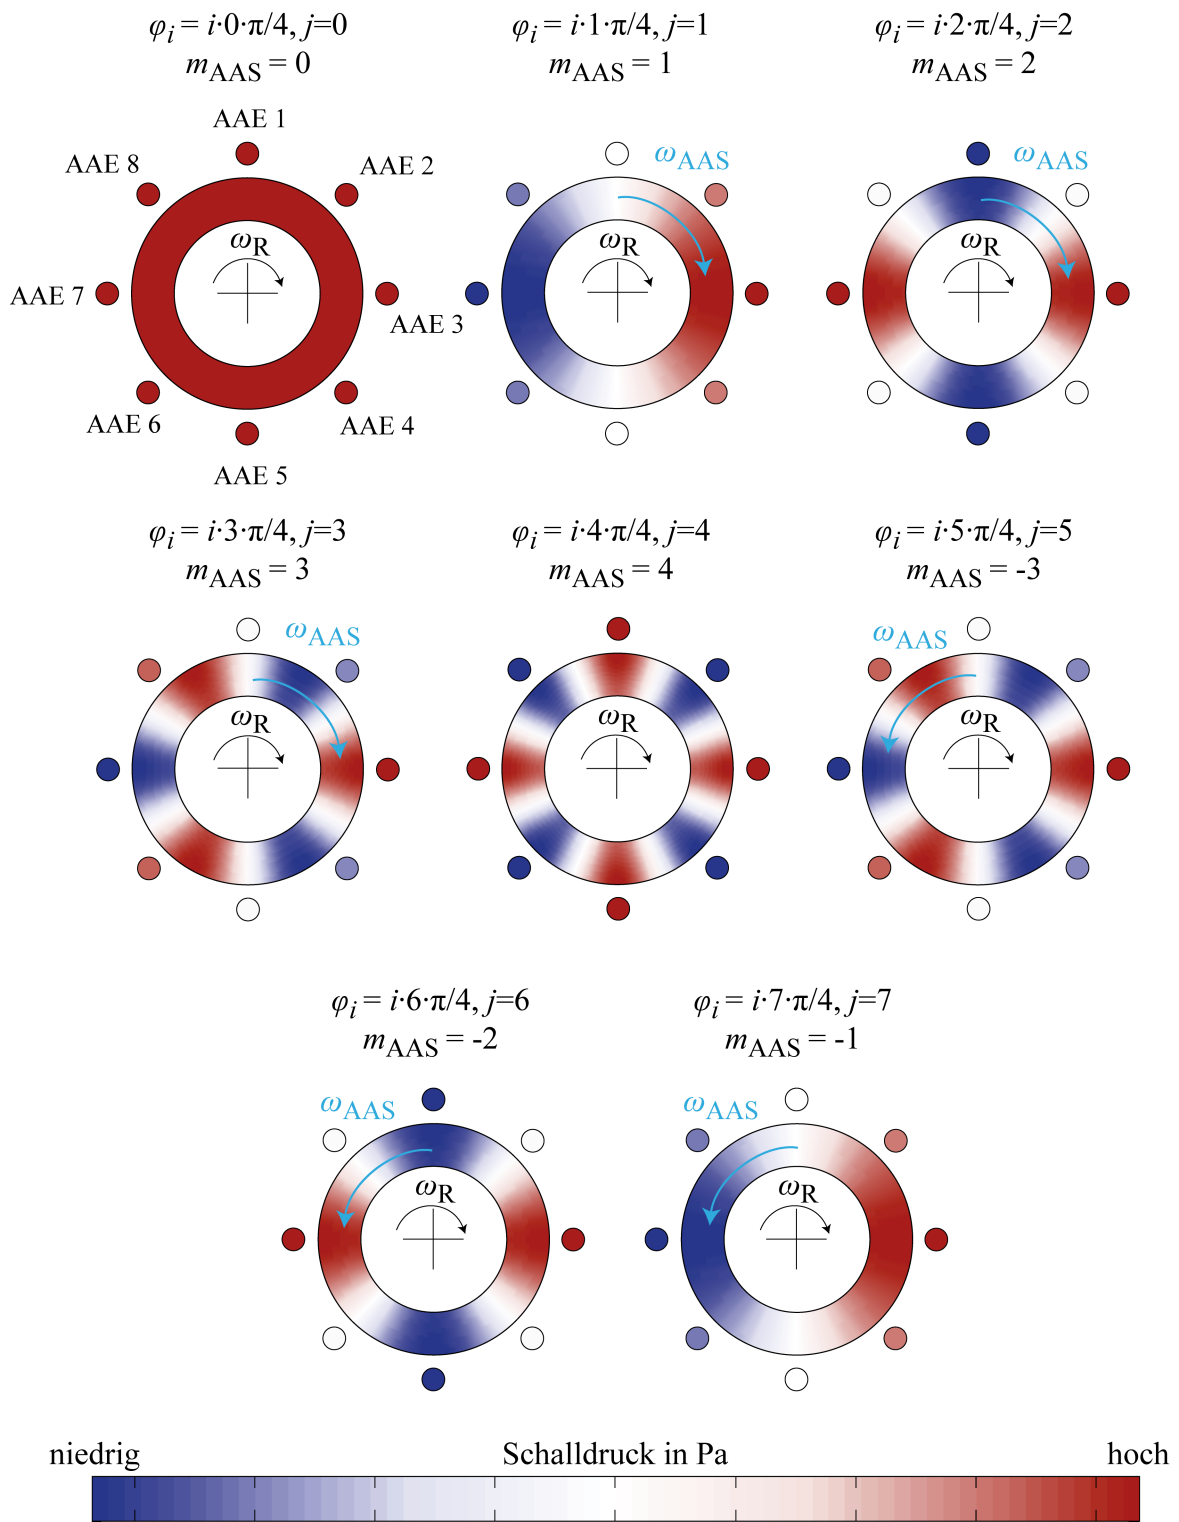 φi = i·0·π/4, j=0
mAAS = 0
φi = i·1·π/4, j=1
mAAS = 1
φi = i·2·π/4, j=2
mAAS = 2
AAE 1
AAE 8
AAE 2
ωR
AAE 7
AAE 3
AAE 6
AAE 4
AAE 5
ωAAS
ωR
ωAAS
ωR
φi = i·3·π/4, j=3
mAAS = 3
φi = i·4·π/4, j=4
mAAS = 4
φi = i·5·π/4, j=5
mAAS = -3
ωAAS
ωR
ωR
ωAAS
ωR
φi = i·6·π/4, j=6
mAAS = -2
φi = i·7·π/4, j=7
mAAS = -1
ωAAS
ωR
ωAAS
ωR
niedrig Schalldruck in Pa hoch